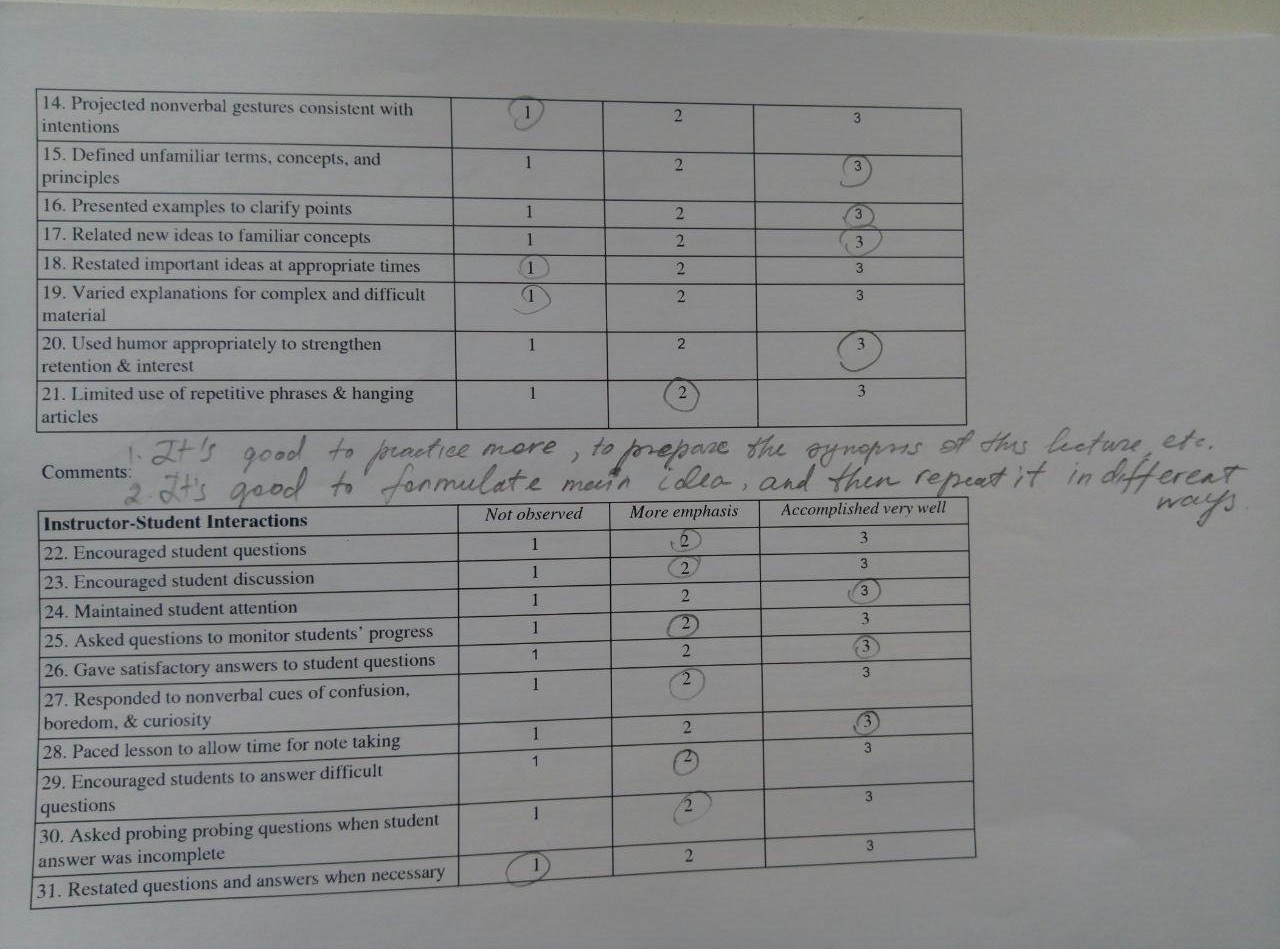 14. Projected nonverbal gestures consistent with
intentions
1 2 3
15. Defined unfamiliar terms, concepts, and
principles
1 2 3
16. Presented examples to clarify points
1 2 3
17. Related new ideas to familiar concepts
1 2 3
18. Restated important ideas at appropriate times
1 2 3
19. Varied explanations for complex and difficult
material
1 2 3
20. Used humor appropriately to strengthen
retention & interest
1 2 3
21. Limited use of repetitive phrases & hanging
articles
1 2 3
Comments:
1. It's good to practice more, to prepare the synopsis of this lecture, etc.
2. It's good to formulate main idea, and then repeat it in different
ways.
Instructor-Student Interactions Not observed More emphasis Accomplished very well
22. Encouraged student questions
1 2 3
23. Encouraged student discussion
1 2 3
24. Maintained student attention
1 2 3
25. Asked questions to monitor students' progress
1 2 3
26. Gave satisfactory answers to student questions
1 2 3
27. Responded to nonverbal cues of confusion,
boredom, & curiosity
1 2 3
28. Paced lesson to allow time for note taking
1 2 3
29. Encouraged students to answer difficult
questions
1 2 3
30. Asked probing probing questions when student
answer was incomplete
1 2 3
31. Restated questions and answers when necessary
1 2 3